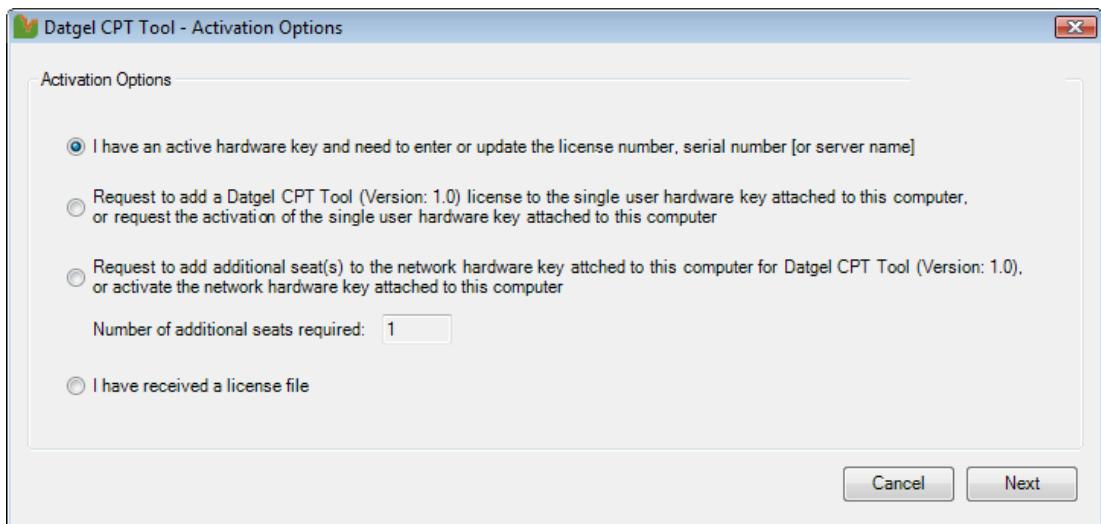 Datgel CPT Tool - Activation Options
Activation Options
I have an active hardware key and need to enter or update the license number, serial number [or server name]
Request to add a Datgel CPT Tool (Version: 1.0) license to the single user hardware key attached to this computer,
or request the activation of the single user hardware key attached to this computer
Request to add additional seat(s) to the network hardware key attched to this computer for Datgel CPT Tool (Version: 1.0),
or activate the network hardware key attached to this computer
Number of additional seats required: 1
I have received a license file
Cancel Next